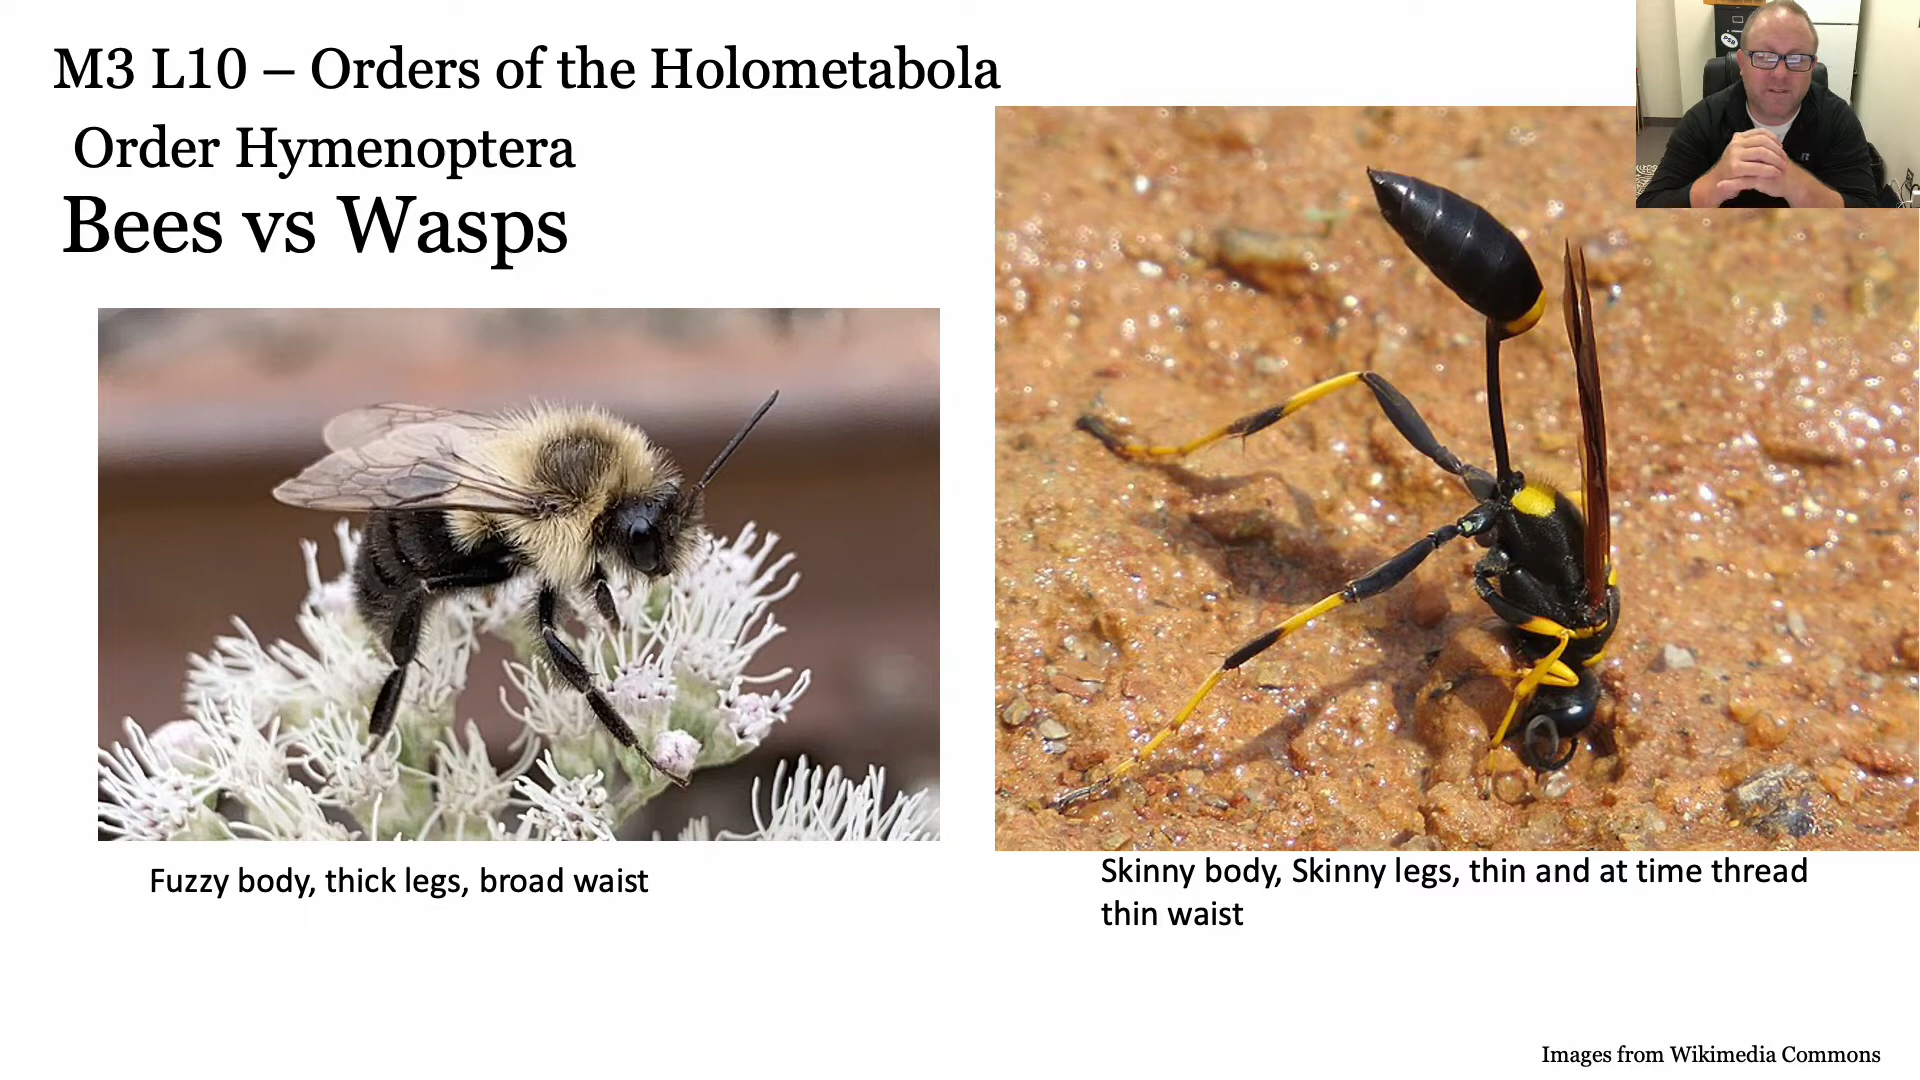 M3 L10 – Orders of the Holometabola
Order Hymenoptera
Bees vs Wasps
Fuzzy body, thick legs, broad waist
Skinny body, Skinny legs, thin and at time thread
thin waist
Images from Wikimedia Commons